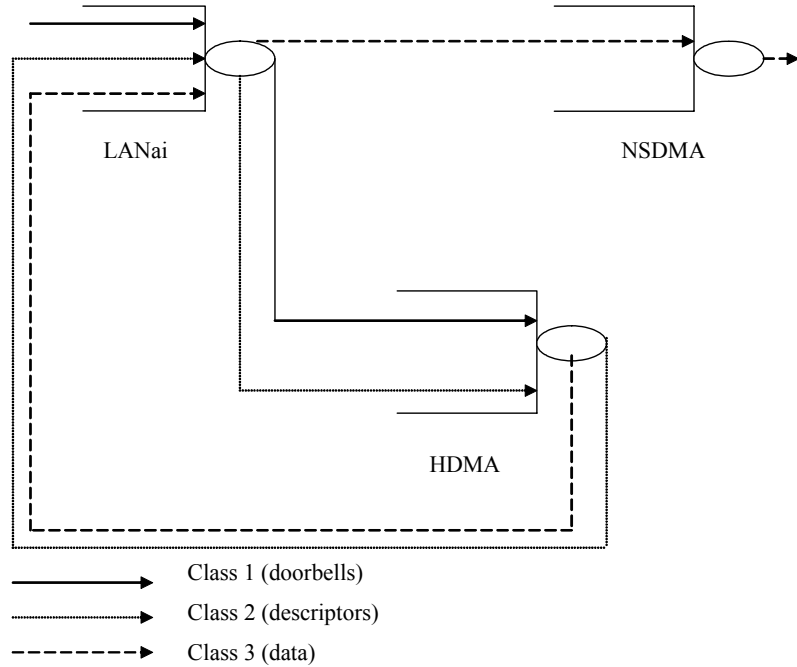 LANai
NSDMA
HDMA
Class 1 (doorbells)
Class 2 (descriptors)
Class 3 (data)